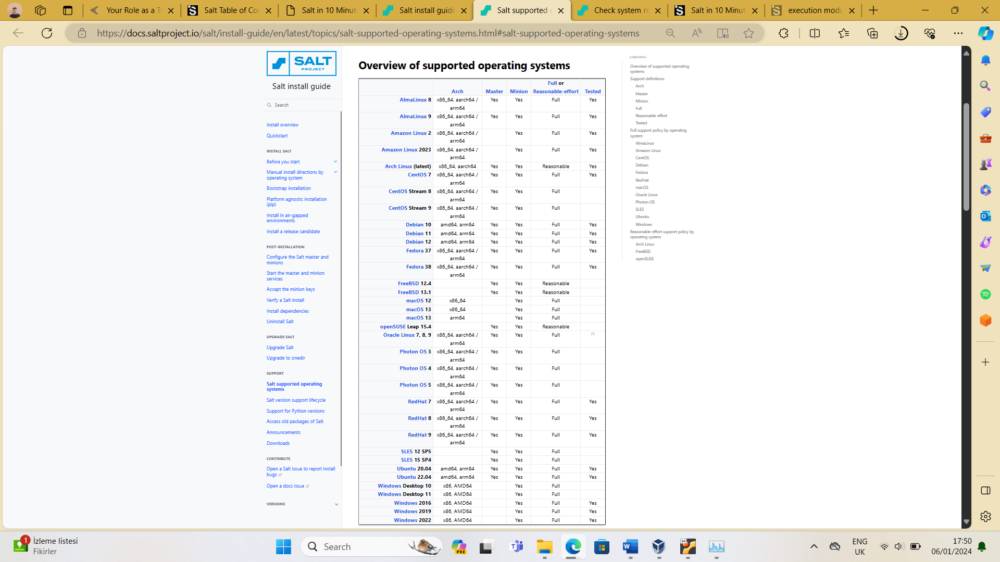 Your Role as a Tr
Salt Table of Con
Salt in 10 Minute
Salt install guide
Salt supported o
Check system re
Salt in 10 Minut
execution modu
https://docs.saltproject.io/salt/install-guide/en/latest/topics/salt-supported-operating-systems.html#salt-supported-operating-systems
SALT
PROJECT
Salt install guide
Search
Install overview
Quickstart
INSTALL SALT
Before you start
Manual install directions by
operating system
Bootstrap installation
Platform agnostic installation
(pip)
Install in air-gapped
environments
Install a release candidate
POST-INSTALLATION
Configure the Salt master and
minions
Start the master and minion
services
Accept the minion keys
Verify a Salt install
Install dependencies
Uninstall Salt
UPGRADE SALT
Upgrade Salt
Upgrade to onedir
SUPPORT
Salt supported operating
systems
Salt version support lifecycle
Support for Python versions
Access old packages of Salt
Announcements
Downloads
CONTRIBUTE
Open a Salt issue to report install
bugs
Open a docs issue
VERSIONS
Overview of supported operating systems
Full or
Arch Master Minion Reasonable-effort Tested
AlmaLinux 8 x86_64, aarch64 / Yes Yes Full Yes
arm64
AlmaLinux 9 x86_64, aarch64 / Yes Yes Full Yes
arm64
Amazon Linux 2 x86_64, aarch64 / Yes Full Yes
arm64
Amazon Linux 2023 x86_64, aarch64 / Yes Full Yes
arm64
Arch Linux (latest) x86_64, aarch64 Yes Yes Reasonable Yes
CentOS 7 x86_64, aarch64 / Yes Yes Full Yes
arm64
CentOS Stream 8 x86_64, aarch64 / Yes Yes Full
arm64
CentOS Stream 9 x86_64, aarch64 / Yes Yes Full
arm64
Debian 10 amd64, arm64 Yes Yes Full Yes
Debian 11 amd64, arm64 Yes Yes Full Yes
Debian 12 amd64, arm64 Yes Yes Full Yes
Fedora 37 x86_64, aarch64 / Yes Yes Full Yes
arm64
Fedora 38 x86_64, aarch64 / Yes Yes Full Yes
arm64
FreeBSD 12.4 Yes Yes Reasonable
FreeBSD 13.1 Yes Yes Reasonable
macOS 12 x86_64 Yes Full
macOS 13 x86_64 Yes Full
macOS 13 arm64 Yes Full
openSUSE Leap 15.4 Yes Yes Reasonable
Oracle Linux 7, 8, 9 x86_64, aarch64 / Yes Yes Full [1]
arm64
Photon OS 3 x86_64, aarch64 / Yes Yes Full
arm64
Photon OS 4 x86_64, aarch64 / Yes Yes Full
arm64
Photon OS 5 x86_64, aarch64 / Yes Yes Full
arm64
RedHat 7 x86_64, aarch64 / Yes Yes Full Yes
arm64
RedHat 8 x86_64, aarch64 / Yes Yes Full Yes
arm64
RedHat 9 x86_64, aarch64 / Yes Yes Full Yes
arm64
SLES 12 SP5 Yes Yes Full
SLES 15 SP4 Yes Yes Full
Ubuntu 20.04 amd64, arm64 Yes Yes Full Yes
Ubuntu 22.04 amd64, arm64 Yes Yes Full Yes
Windows Desktop 10 x86, AMD64 Yes Full
Windows Desktop 11 x86, AMD64 Yes Full
Windows 2016 x86, AMD64 Yes Full Yes
Windows 2019 x86, AMD64 Yes Full Yes
Windows 2022 x86, AMD64 Yes Full Yes
CONTENTS
Overview of supported operating
systems
Support definitions
Arch
Master
Minion
Full
Reasonable-effort
Tested
Full support policy by operating
system
AlmaLinux
Amazon Linux
CentOS
Debian
Fedora
RedHat
macOS
Oracle Linux
Photon OS
SLES
Ubuntu
Windows
Reasonable-effort support policy by
operating system
Arch Linux
FreeBSD
openSUSE
1
İzleme listesi
Fikirler
Search
PRE
64
ENG
UK
17:50
06/01/2024